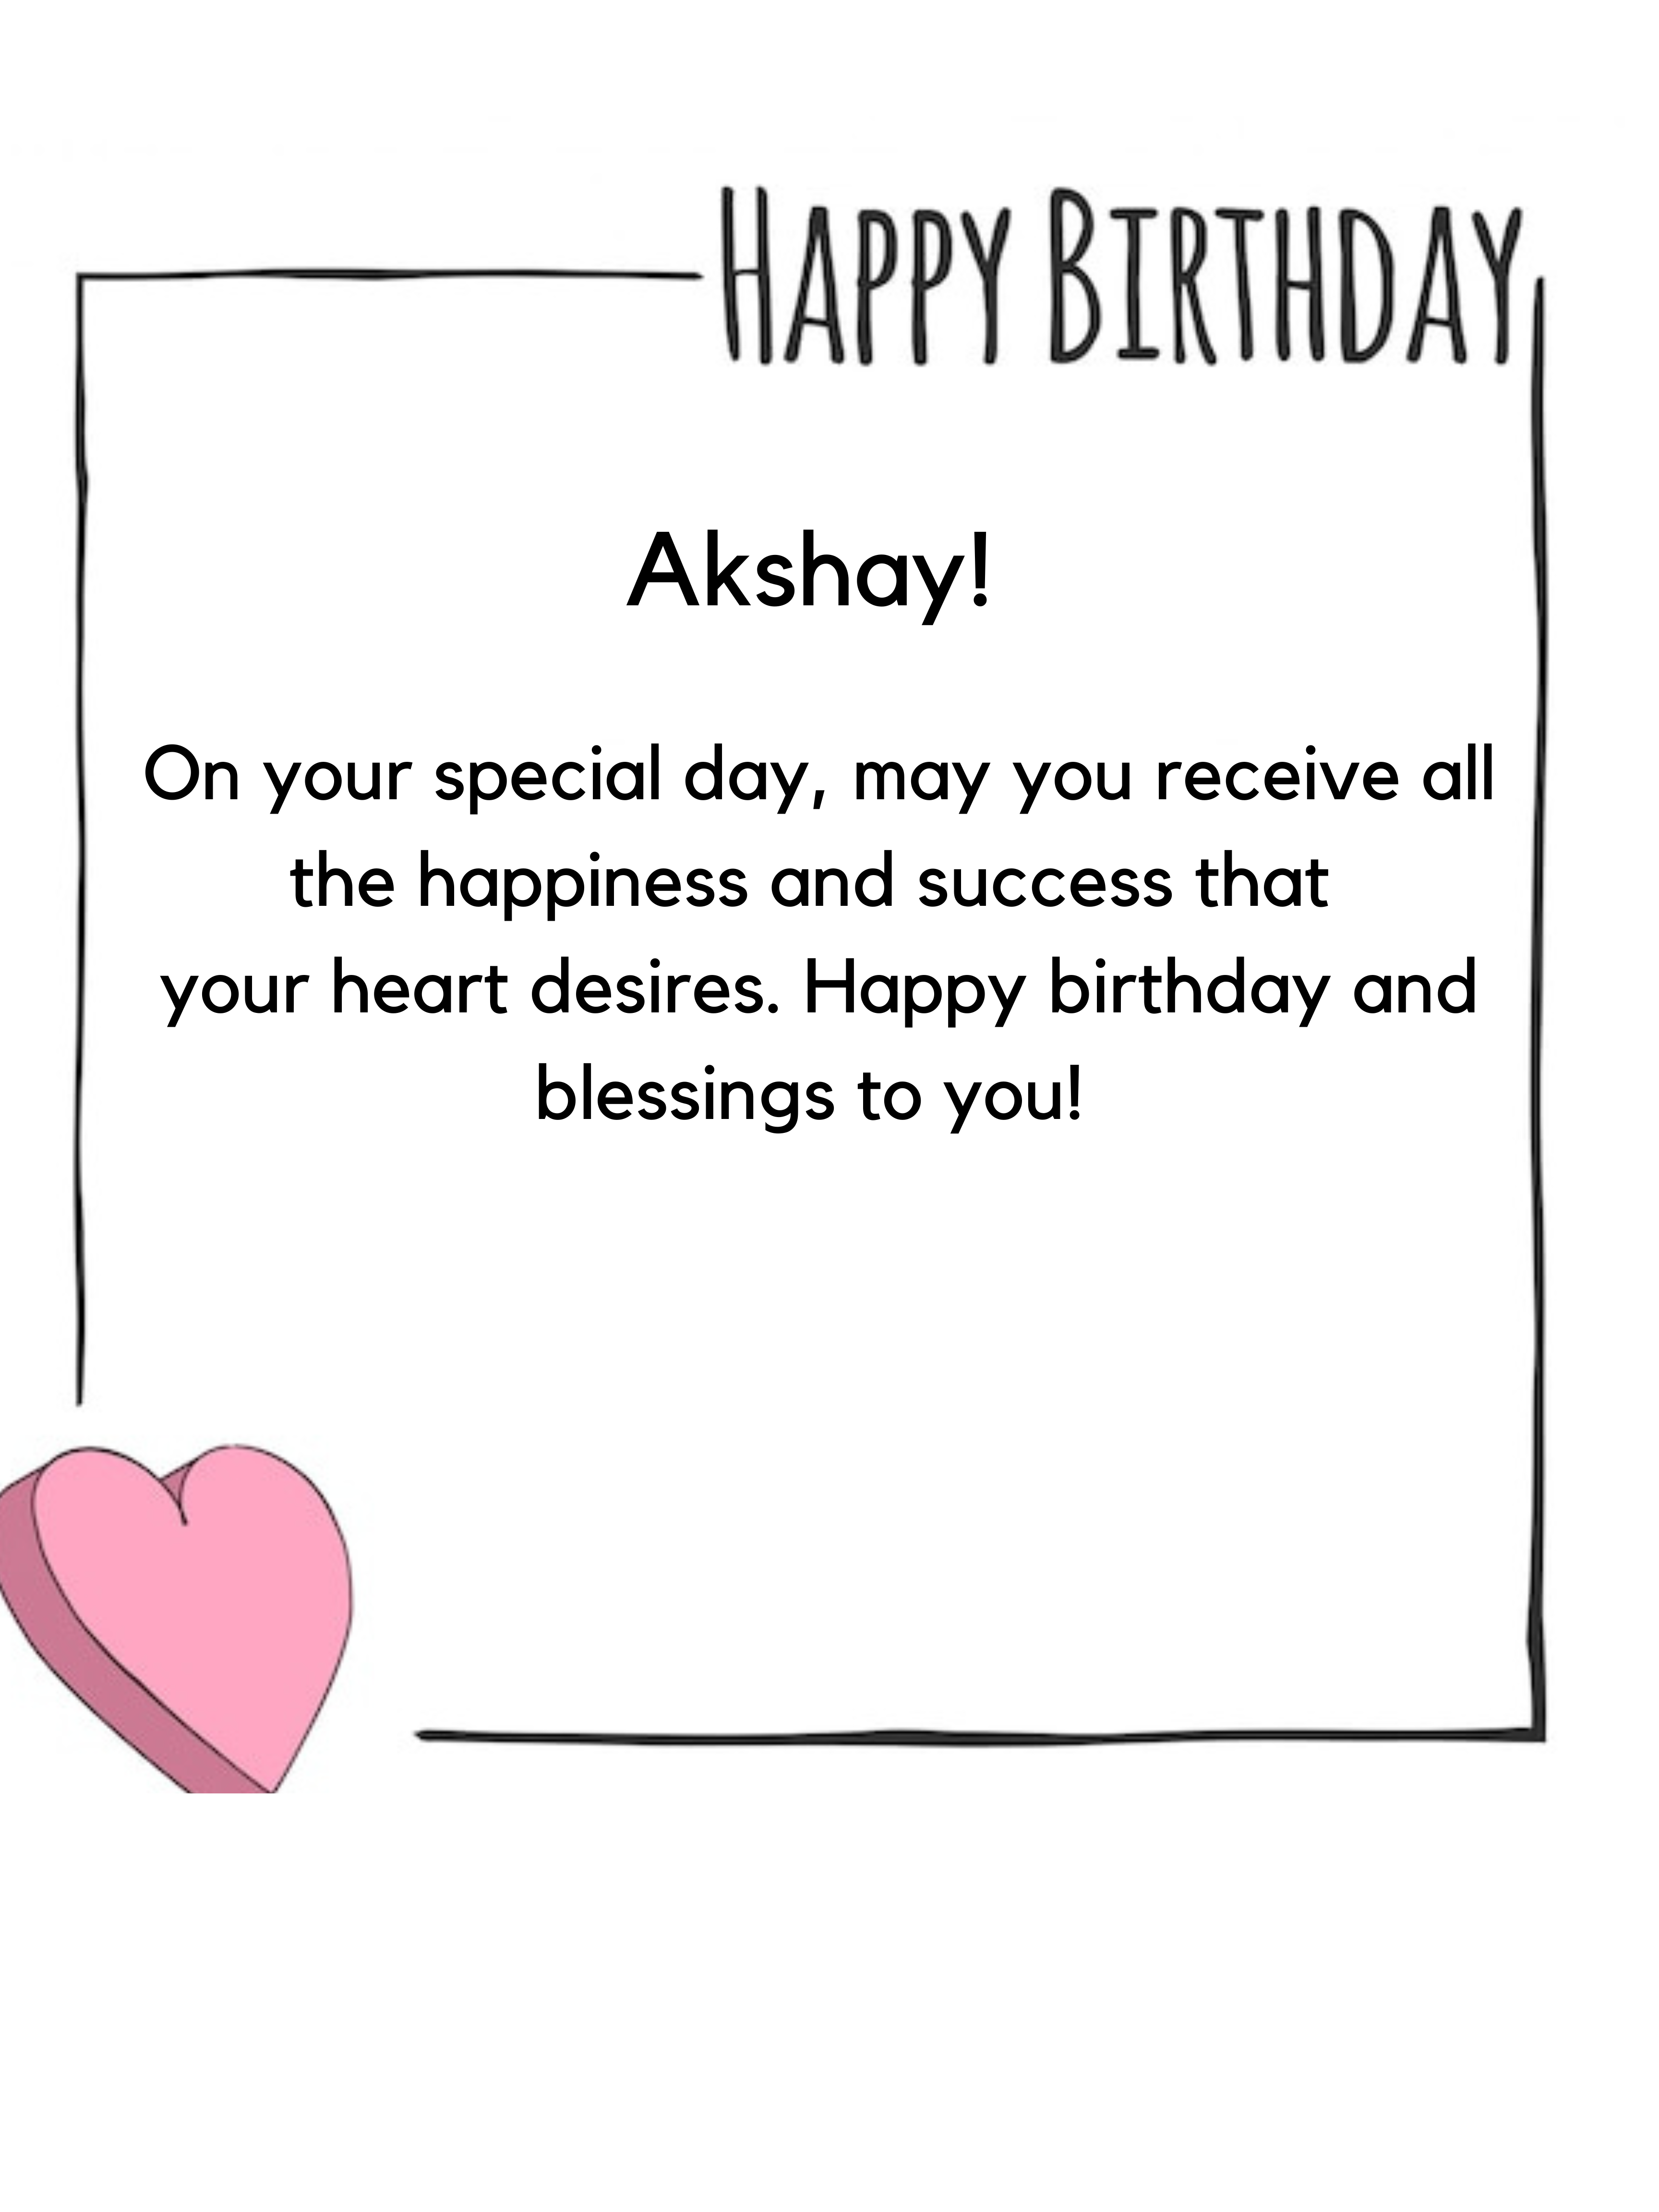 Happy Birthday
Akshay!
On your special day, may you receive all
the happiness and success that
your heart desires. Happy birthday and
blessings to you!